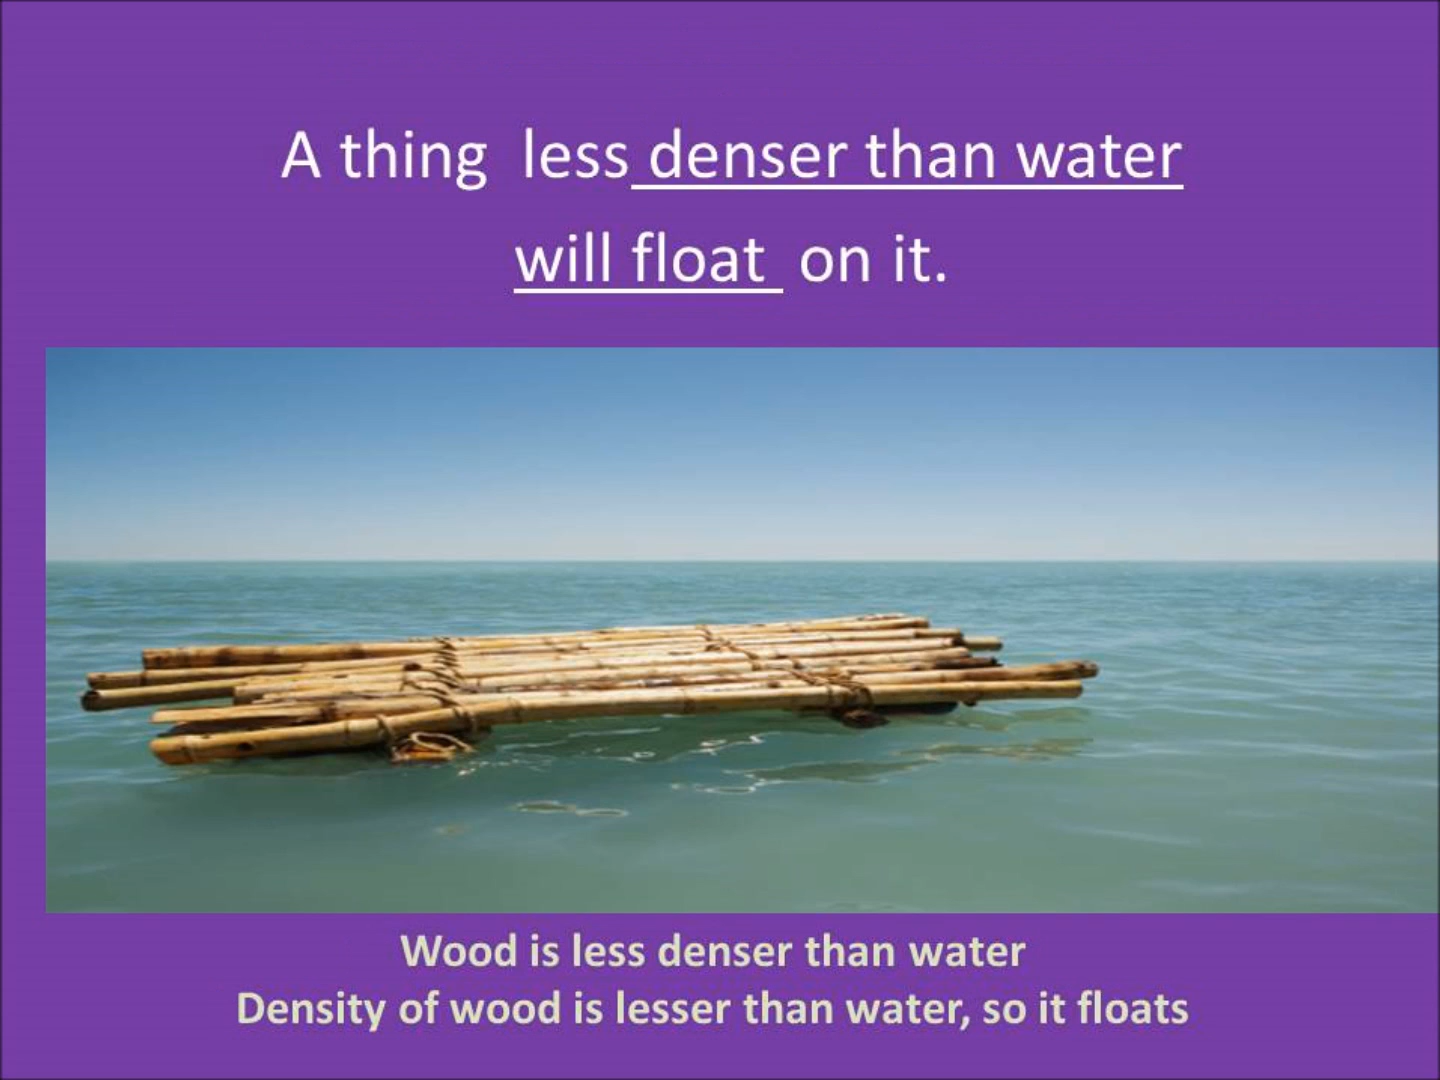 A thing less denser than water
will float on it.
Wood is less denser than water
Density of wood is lesser than water, so it floats